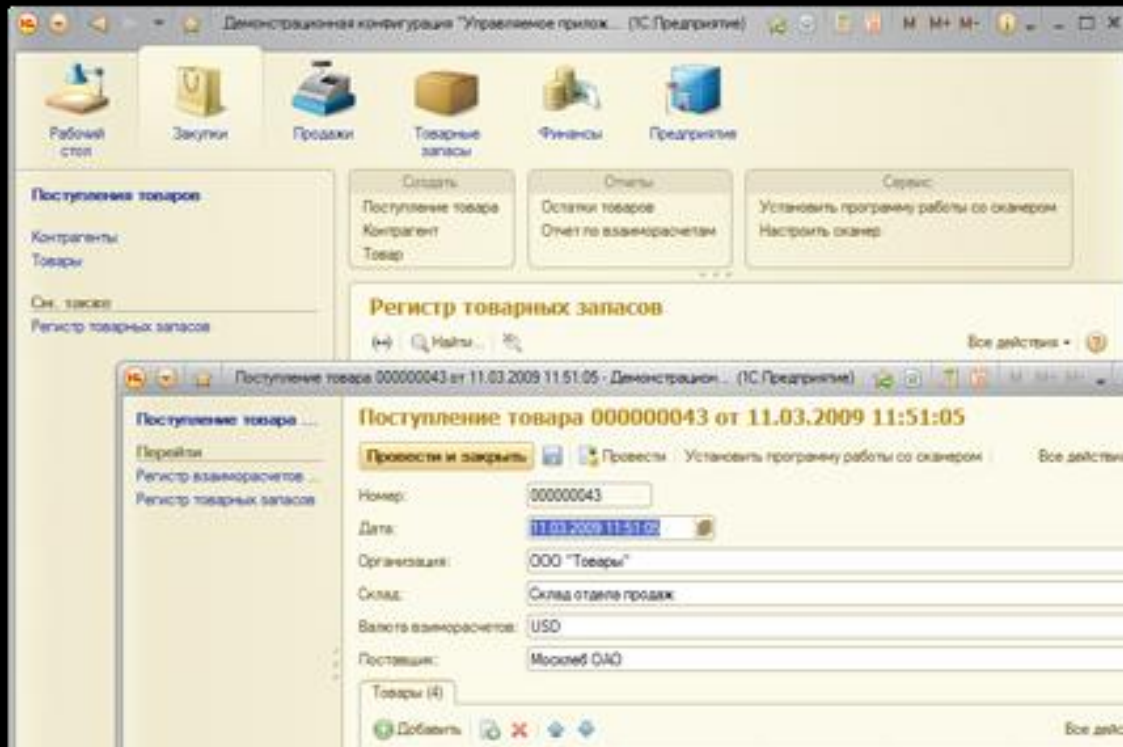 Демонстрационная конфигурация "Управляемое прилож... (1С:Предприятие) M M+ M-
Рабочий стол
Закупки
Продажи
Товарные запасы
Финансы
Предприятие
Поступления товаров
Контрагенты
Товары
См. также
Регистр товарных запасов
Создать
Поступление товара
Контрагент
Товар
Отчеты
Остатки товаров
Отчет по взаиморасчетам
Сервис
Установить программу работы со сканером
Настроить сканер
Регистр товарных запасов
Найти...
Все действия
Поступление товара 000000043 от 11.03.2009 11:51:05 - Демонстрацион... (1С:Предприятие) M M+ M-
Поступление товара ...
Перейти
Регистр взаиморасчетов ...
Регистр товарных запасов
Поступление товара 000000043 от 11.03.2009 11:51:05
Провести и закрыть Провести Установить программу работы со сканером Все действи
Номер: 000000043
Дата: 11.03.2009 11:51:05
Организация: ООО "Товары"
Склад: Склад отдела продаж
Валюта взаиморасчетов: USD
Поставщик: Мосхлеб ОАО
Товары (4)
Добавить Все дейс